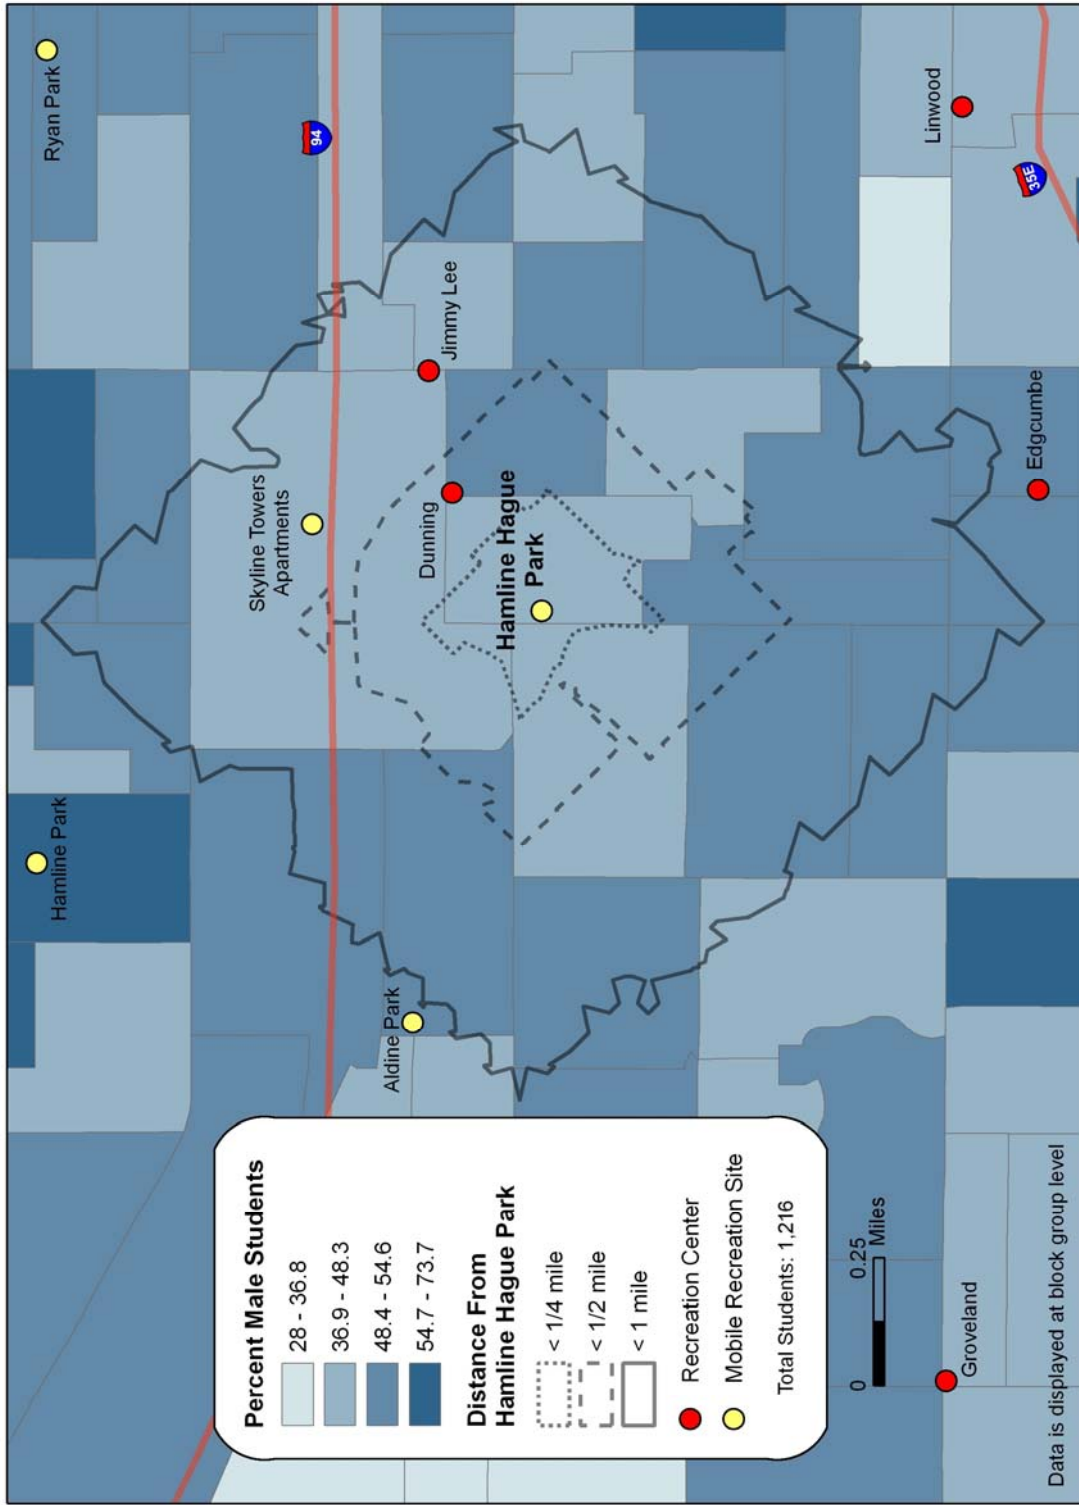 Hamline Park
Ryan Park
94
Skyline Towers
Apartments
Aldine Park
Dunning
Jimmy Lee
Hamline Hague
Park
Linwood
35E
Edgcumbe
Groveland
Percent Male Students
28 - 36.8
36.9 - 48.3
48.4 - 54.6
54.7 - 73.7
Distance From
Hamline Hague Park
< 1/4 mile
< 1/2 mile
< 1 mile
Recreation Center
Mobile Recreation Site
Total Students: 1,216
0 0.25
Miles
Data is displayed at block group level